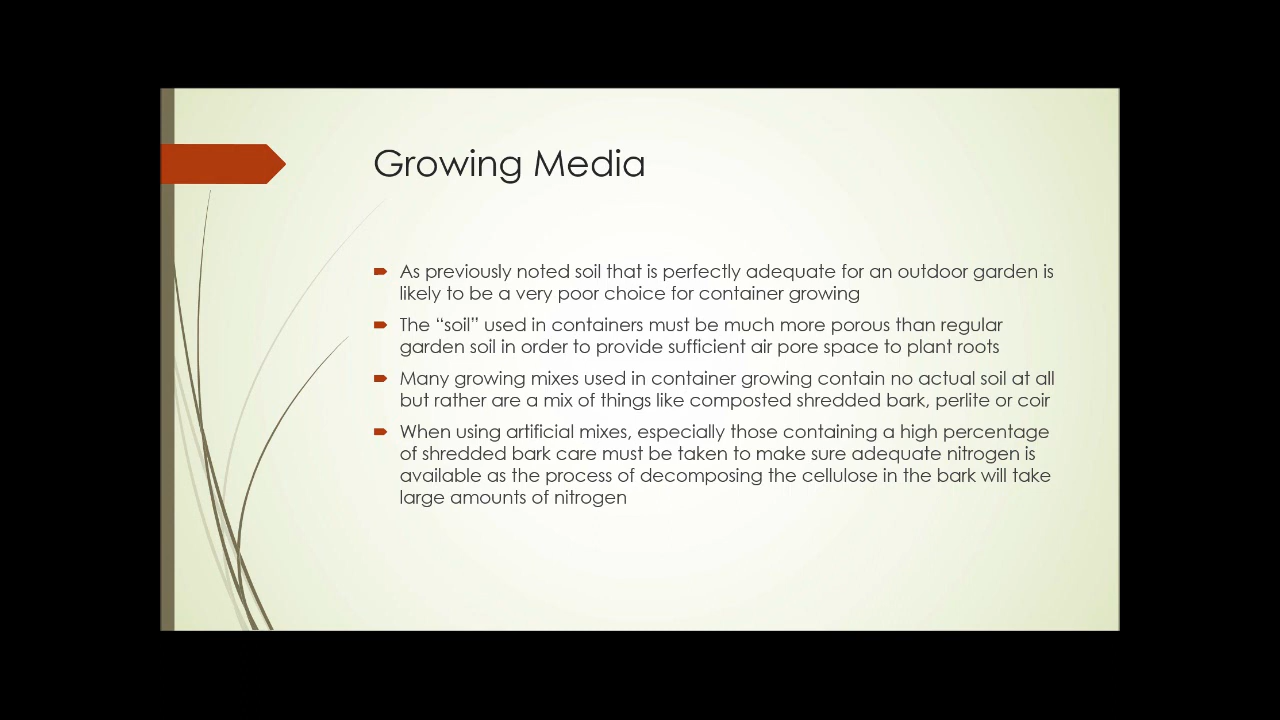 Growing Media
As previously noted soil that is perfectly adequate for an outdoor garden is
likely to be a very poor choice for container growing
The “soil” used in containers must be much more porous than regular
garden soil in order to provide sufficient air pore space to plant roots
Many growing mixes used in container growing contain no actual soil at all
but rather are a mix of things like composted shredded bark, perlite or coir
When using artificial mixes, especially those containing a high percentage
of shredded bark care must be taken to make sure adequate nitrogen is
available as the process of decomposing the cellulose in the bark will take
large amounts of nitrogen